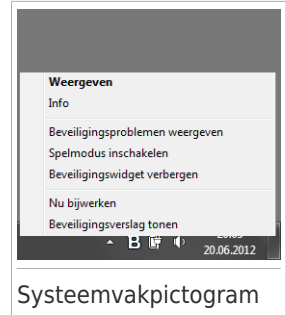 Weergeven
Info
Beveiligingsproblemen weergeven
Spelmodus inschakelen
Beveiligingswidget verbergen
Nu bijwerken
Beveiligingsverslag tonen
B
20.06.2012
Systeemvakpictogram